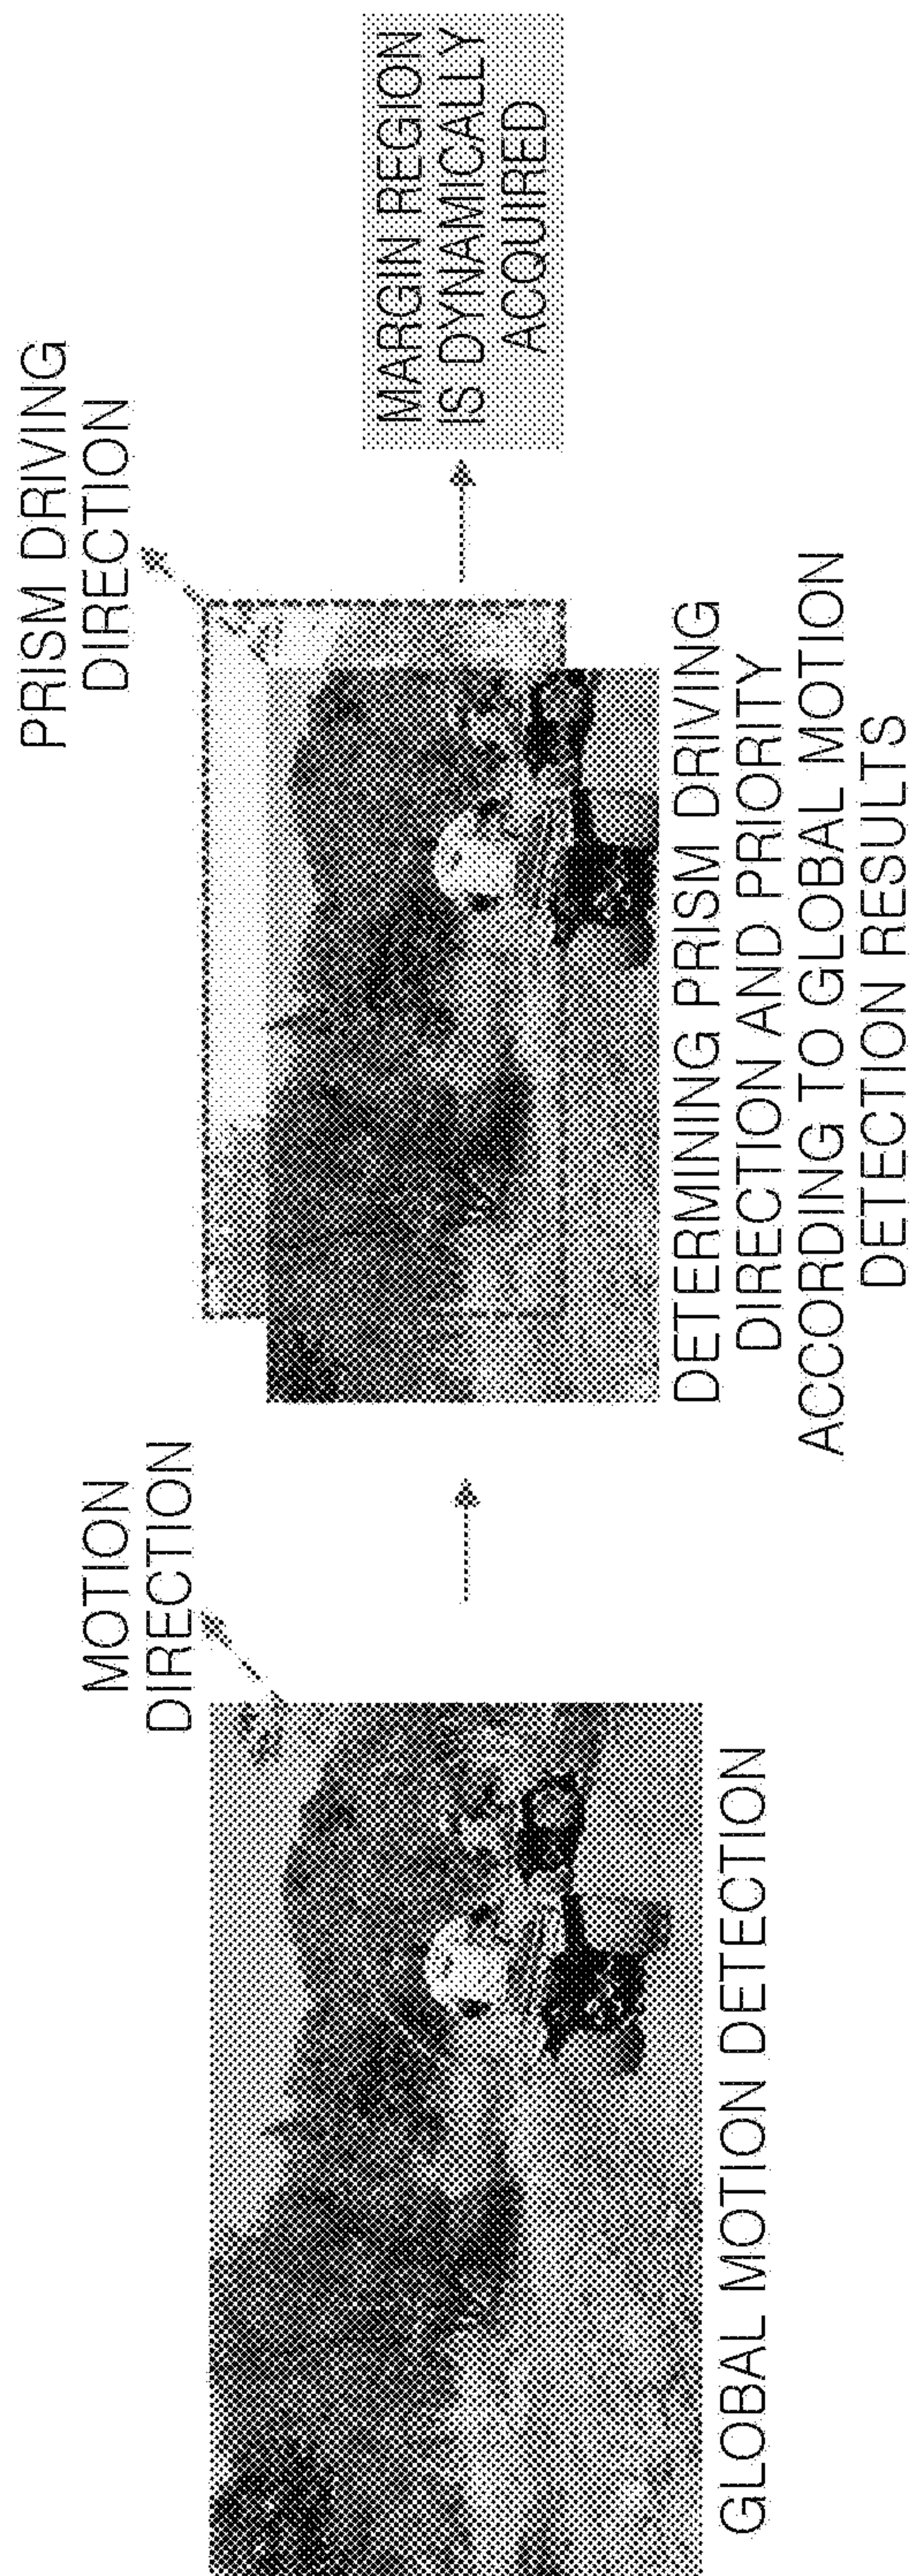 MOTION
DIRECTION
GLOBAL MOTION DETECTION
PRISM DRIVING
DIRECTION
DETERMINING PRISM DRIVING
DIRECTION AND PRIORITY
ACCORDING TO GLOBAL MOTION
DETECTION RESULTS
MARGIN REGION
IS DYNAMICALLY
ACQUIRED